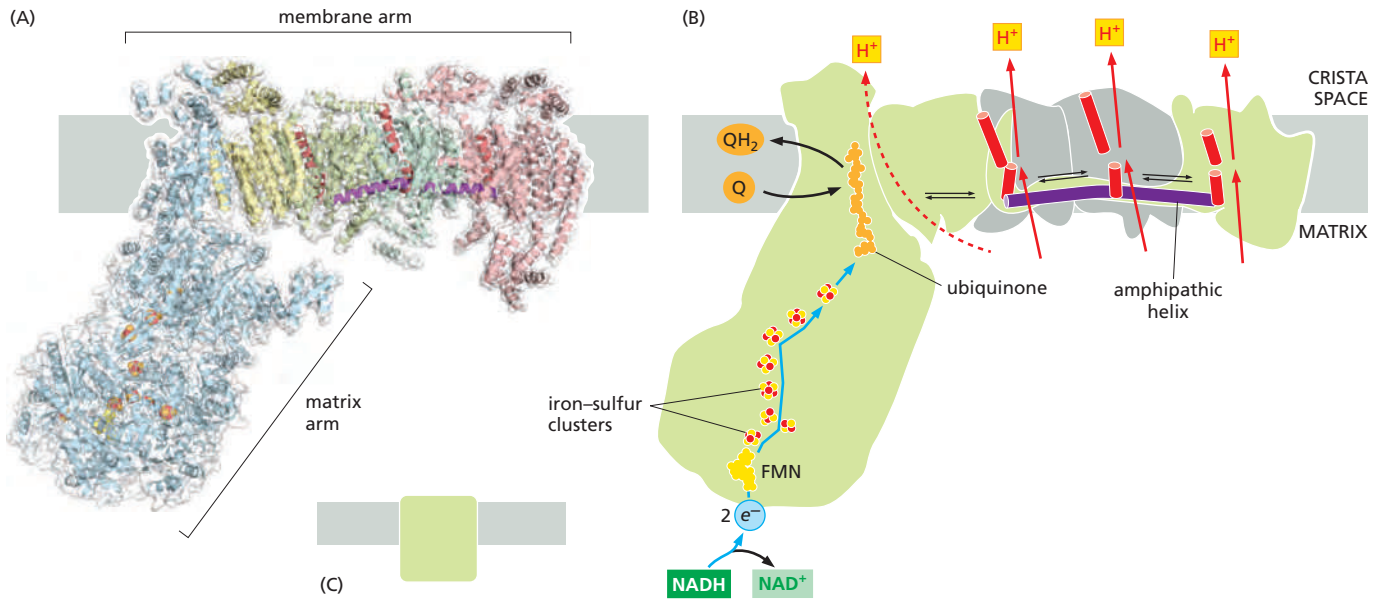 (A)
membrane arm
matrix
arm
(C)
(B)
H+
H+
H+
H+
CRISTA
SPACE
QH2
Q
MATRIX
ubiquinone
amphipathic
helix
iron–sulfur
clusters
FMN
2 e–
NADH
NAD+